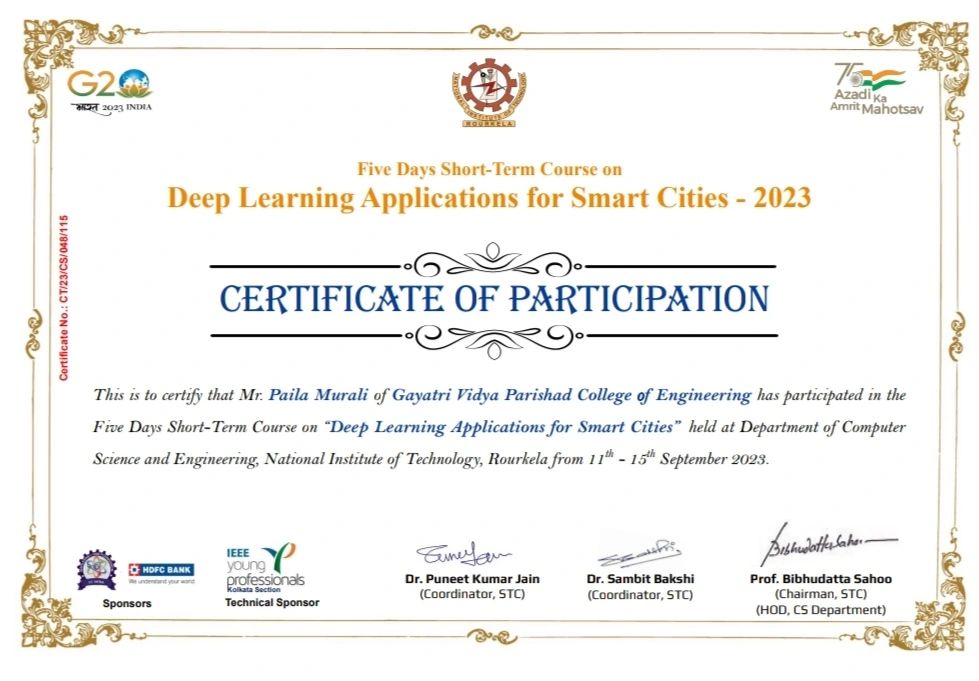 G20
भारत 2023 INDIA
NATIONAL INSTITUTE OF TECHNOLOGY
ROURKELA
75
Azadi Ka
Amrit Mahotsav
Five Days Short-Term Course on
Deep Learning Applications for Smart Cities - 2023
Certificate No.: CT/23/CS/048/115
CERTIFICATE OF PARTICIPATION
This is to certify that Mr. Paila Murali of Gayatri Vidya Parishad College of Engineering has participated in the
Five Days Short-Term Course on “Deep Learning Applications for Smart Cities” held at Department of Computer
Science and Engineering, National Institute of Technology, Rourkela from 11th - 15th September 2023.
HDFC BANK
We understand your world
Sponsors
IEEE
young
professionals
Kolkata Section
Technical Sponsor
Dr. Puneet Kumar Jain
(Coordinator, STC)
Dr. Sambit Bakshi
(Coordinator, STC)
Bibhudatta Sahoo
Prof. Bibhudatta Sahoo
(Chairman, STC)
(HOD, CS Department)